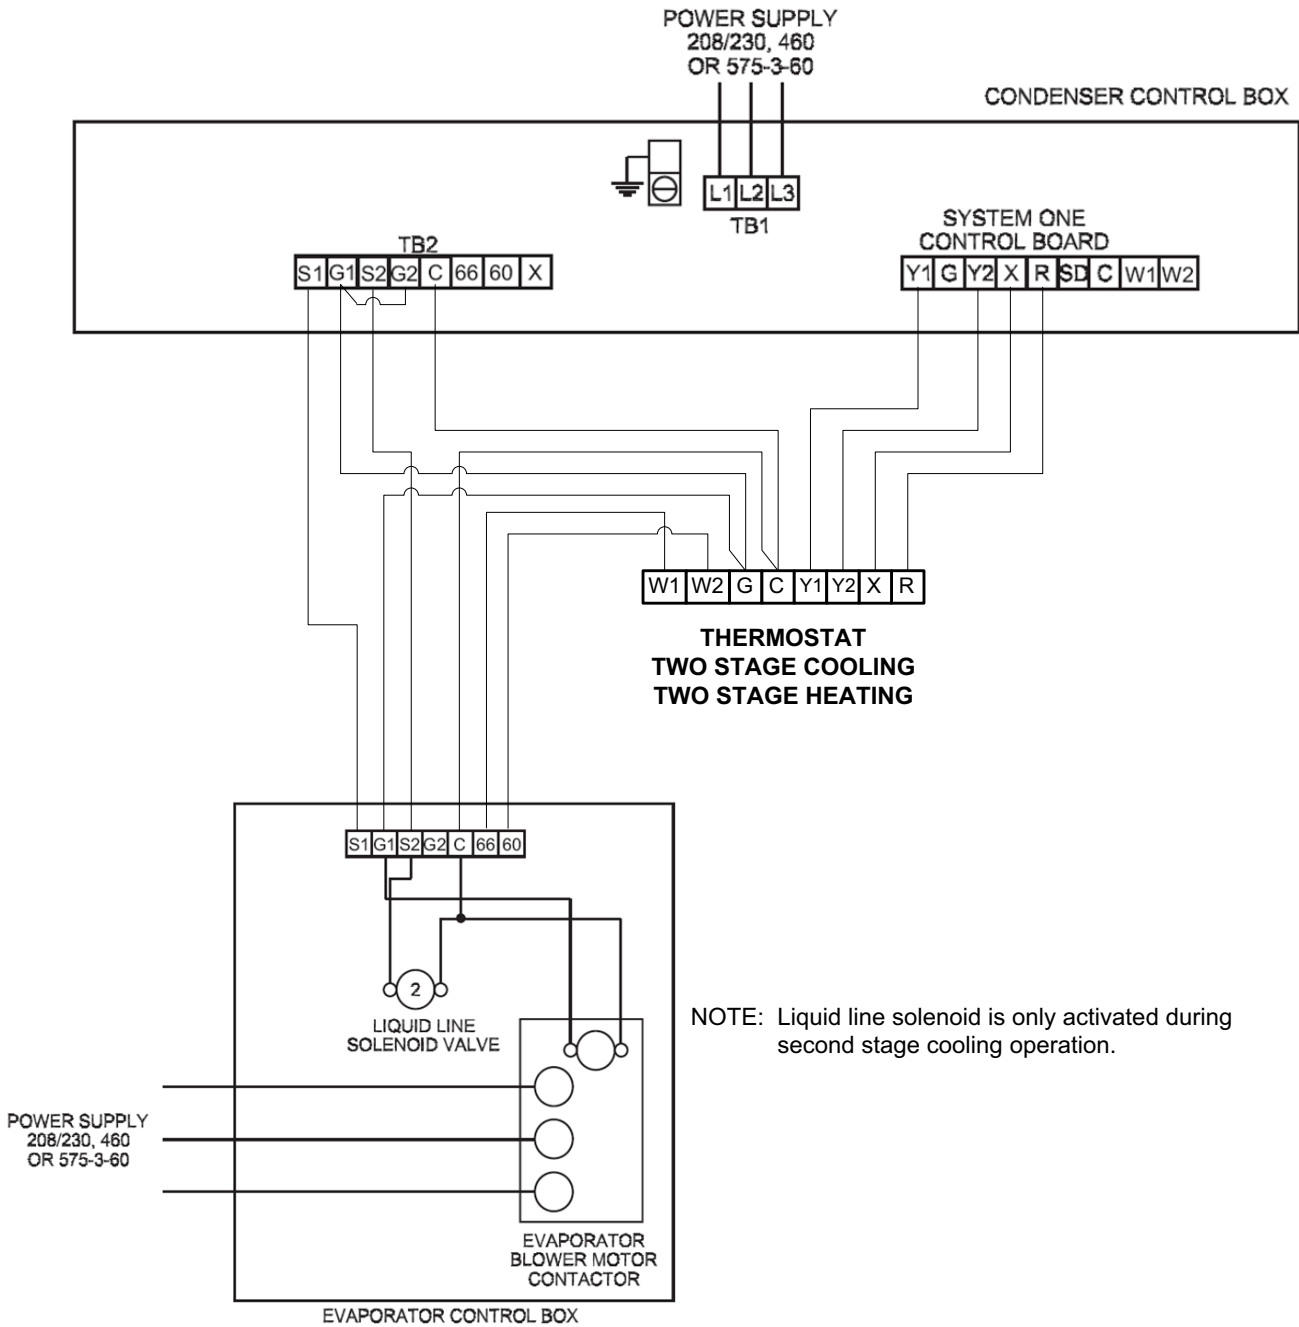 POWER SUPPLY
208/230, 460
OR 575-3-60
CONDENSER CONTROL BOX
L1 L2 L3
TB1
SYSTEM ONE
CONTROL BOARD
TB2
S1 G1 S2 G2 C 66 60 X
Y1 G Y2 X R SD C W1 W2
W1 W2 G C Y1 Y2 X R
THERMOSTAT
TWO STAGE COOLING
TWO STAGE HEATING
S1 G1 S2 G2 C 66 60
2
LIQUID LINE
SOLENOID VALVE
NOTE: Liquid line solenoid is only activated during
second stage cooling operation.
POWER SUPPLY
208/230, 460
OR 575-3-60
EVAPORATOR
BLOWER MOTOR
CONTACTOR
EVAPORATOR CONTROL BOX